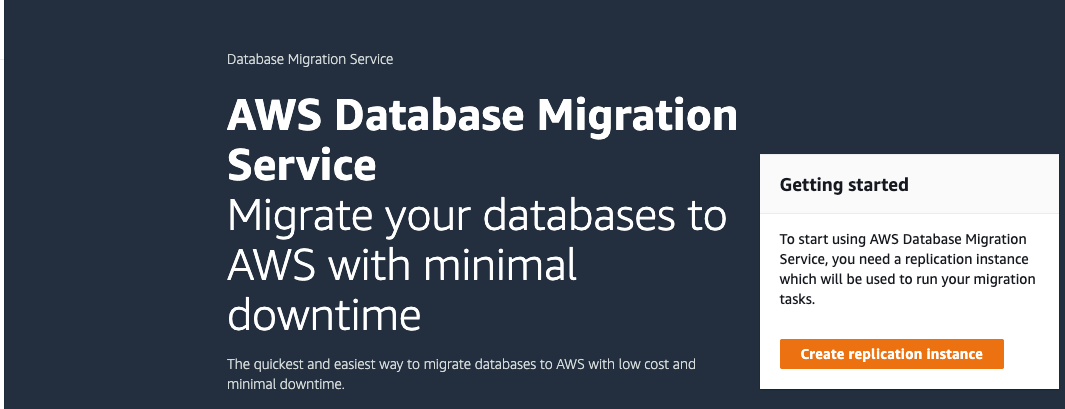 Database Migration Service
AWS Database Migration
Service
Migrate your databases to
AWS with minimal
downtime
The quickest and easiest way to migrate databases to AWS with low cost and
minimal downtime.
Getting started
To start using AWS Database Migration
Service, you need a replication instance
which will be used to run your migration
tasks.
Create replication instance